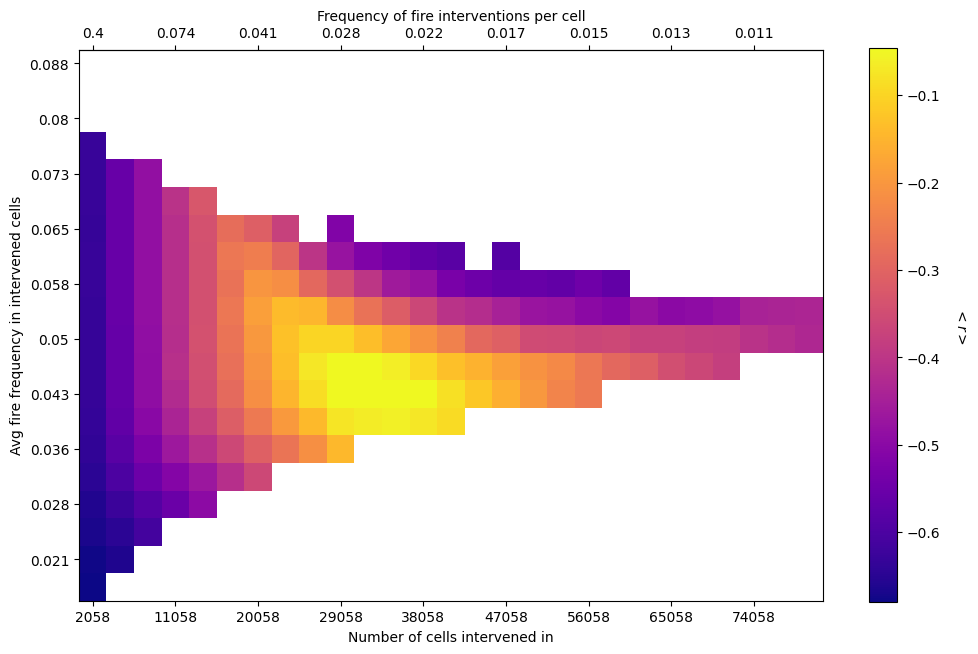 Frequency of fire interventions per cell
0.4 0.074 0.041 0.028 0.022 0.017 0.015 0.013 0.011
Avg fire frequency in intervened cells
0.088
0.08
0.073
0.065
0.058
0.05
0.043
0.036
0.028
0.021
2058 11058 20058 29058 38058 47058 56058 65058 74058
Number of cells intervened in
−0.1
−0.2
−0.3
−0.4
−0.5
−0.6
< r >